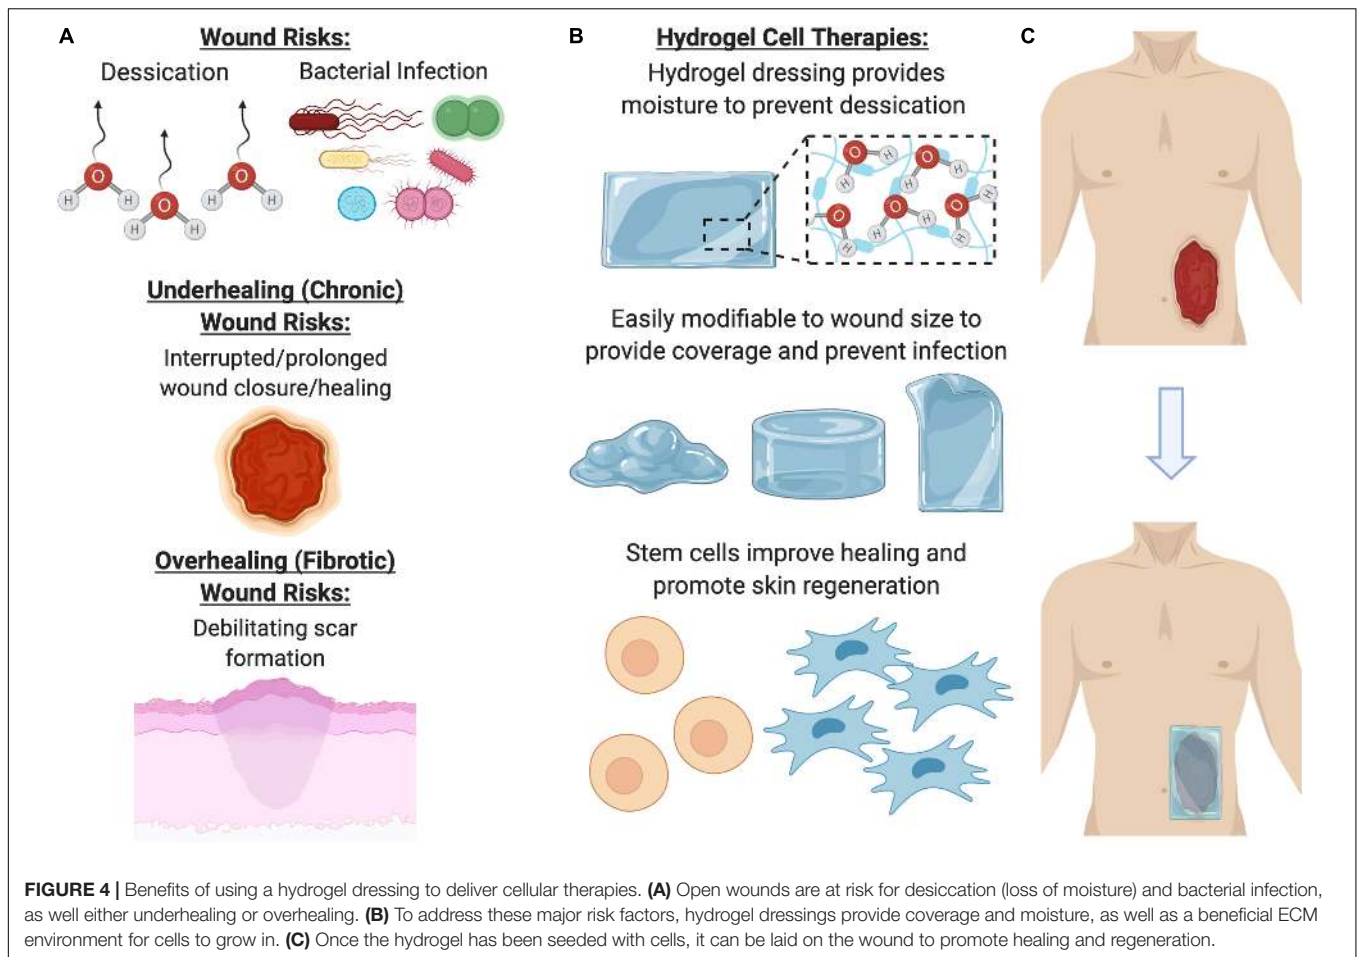 A
Wound Risks:
Dessication
Bacterial Infection
O
H
H
O
H
H
O
H
H
Underhealing (Chronic)
Wound Risks:
Interrupted/prolonged
wound closure/healing
Overhealing (Fibrotic)
Wound Risks:
Debilitating scar
formation
B
Hydrogel Cell Therapies:
Hydrogel dressing provides
moisture to prevent dessication
O
H
H
O
H
H
O
H
O
H
H
O
H
H
Easily modifiable to wound size to
provide coverage and prevent infection
Stem cells improve healing and
promote skin regeneration
C
FIGURE 4 | Benefits of using a hydrogel dressing to deliver cellular therapies. (A) Open wounds are at risk for desiccation (loss of moisture) and bacterial infection,
as well either underhealing or overhealing. (B) To address these major risk factors, hydrogel dressings provide coverage and moisture, as well as a beneficial ECM
environment for cells to grow in. (C) Once the hydrogel has been seeded with cells, it can be laid on the wound to promote healing and regeneration.